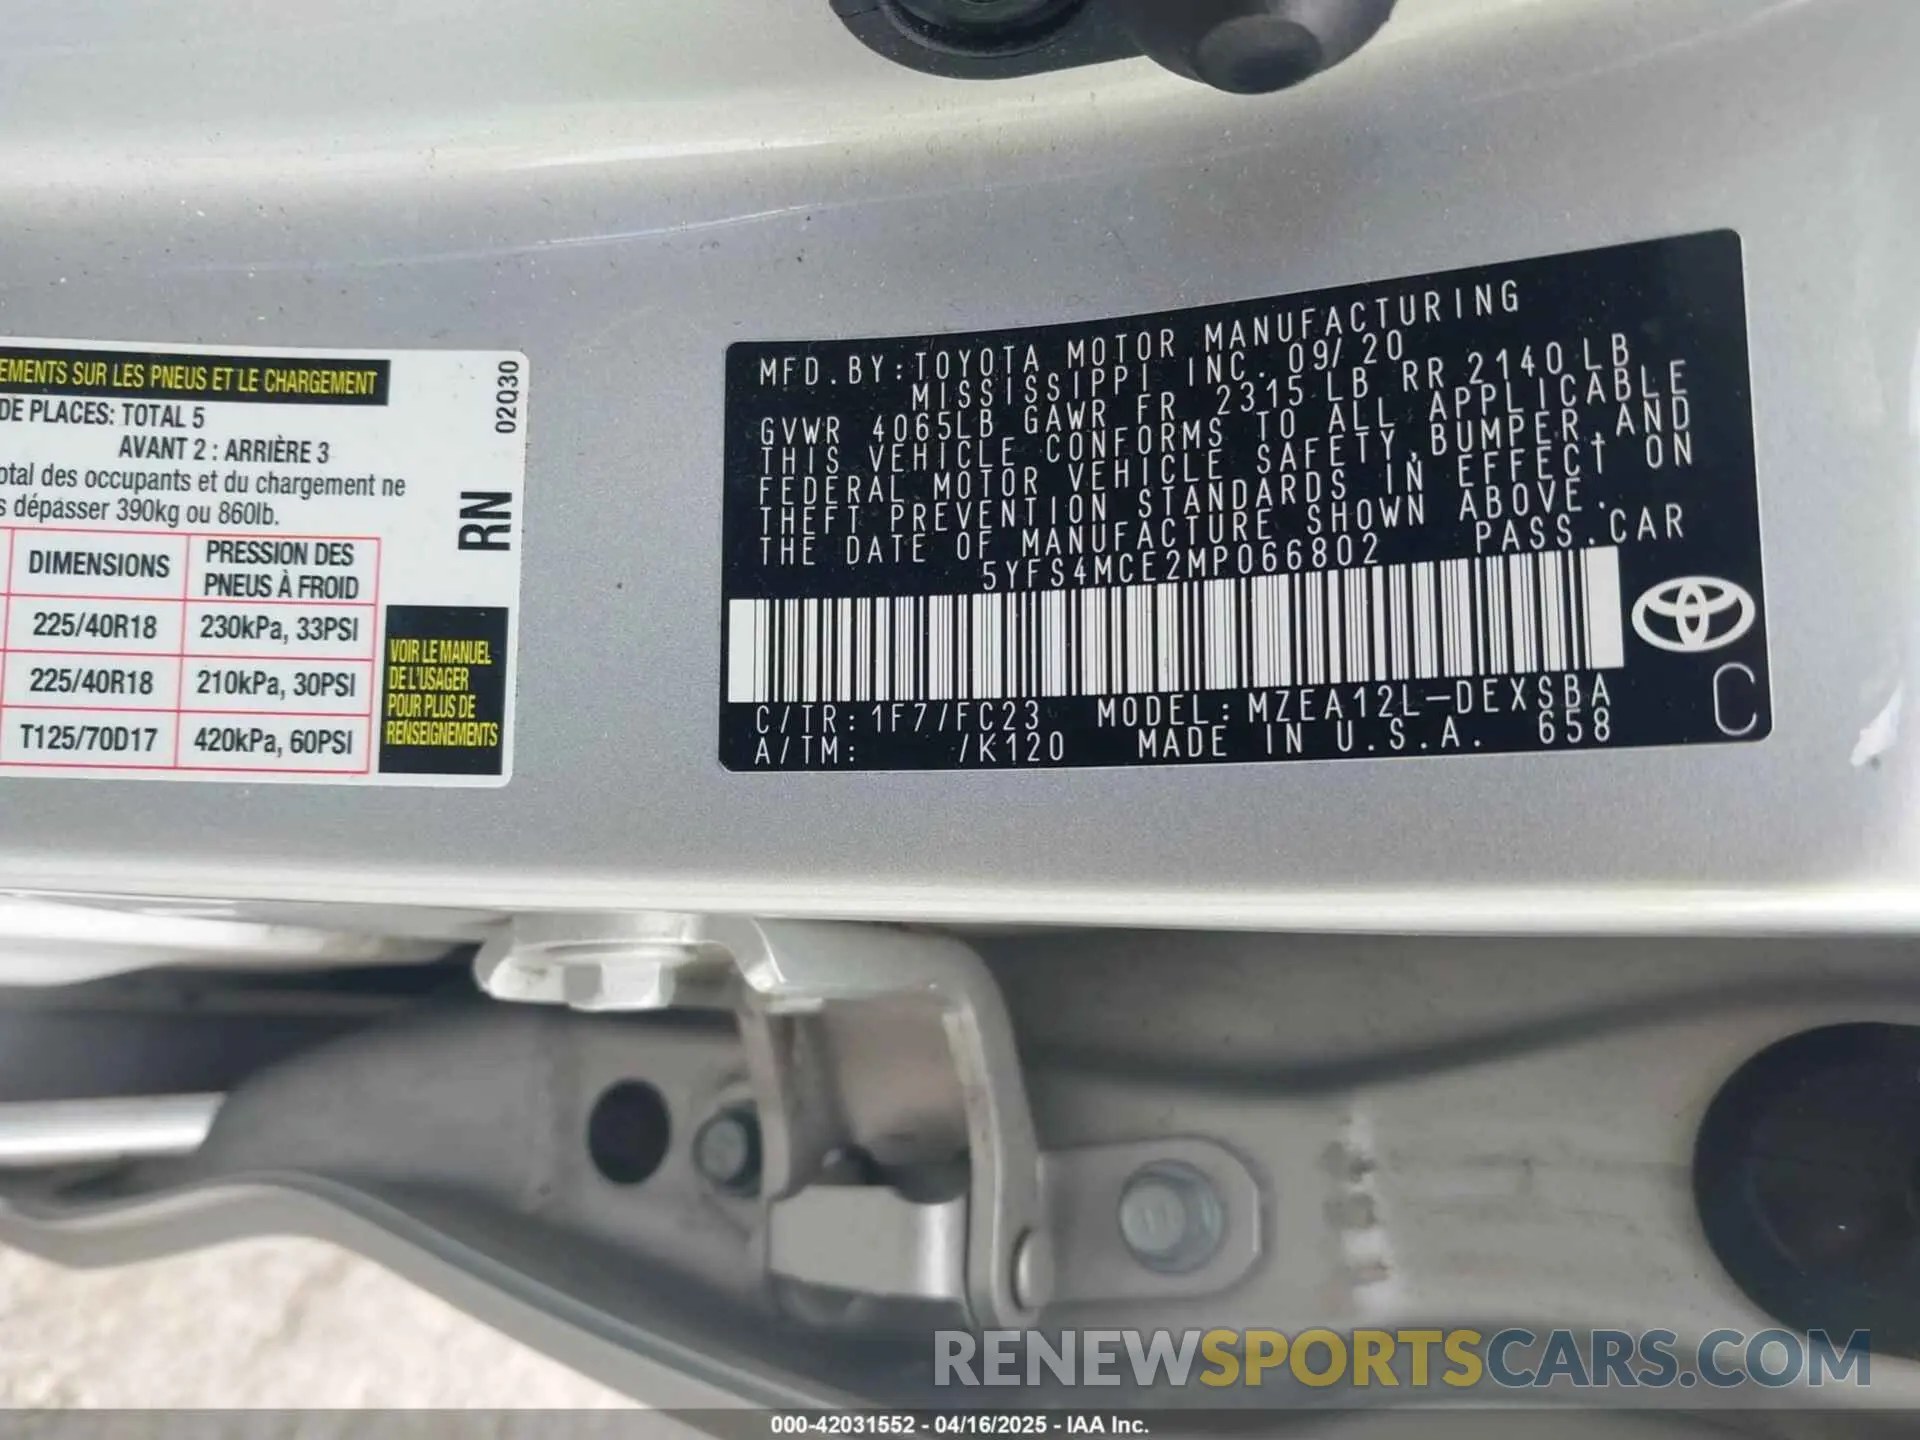 EMENTS SUR LES PNEUS ET LE CHARGEMENT
DE PLACES: TOTAL 5
AVANT 2 : ARRIÈRE 3
otal des occupants et du chargement ne
s dépasser 390kg ou 860lb.
DIMENSIONS
PRESSION DES
PNEUS À FROID
225/40R18
230kPa, 33PSI
225/40R18
210kPa, 30PSI
T125/70D17
420kPa, 60PSI
02Q30
RN
VOIR LE MANUEL
DE L'USAGER
POUR PLUS DE
RENSEIGNEMENTS
MFD.BY:TOYOTA MOTOR MANUFACTURING
MISSISSIPPI INC. 09/20
GVWR 4065LB GAWR FR 2315LB RR 2140LB
THIS VEHICLE CONFORMS TO ALL APPLICABLE
FEDERAL MOTOR VEHICLE SAFETY,BUMPER,AND
THEFT PREVENTION STANDARDS IN EFFECT ON
THE DATE OF MANUFACTURE SHOWN ABOVE.
5YFS4MCE2MP066802 PASS.CAR
C/TR:1F7/FC23 MODEL:MZEA12L-DEXSBA
A/TM: /K120 MADE IN U.S.A. 658
C
RENEWSPORTSCARS.COM
000-42031552 - 04/16/2025 - IAA Inc.